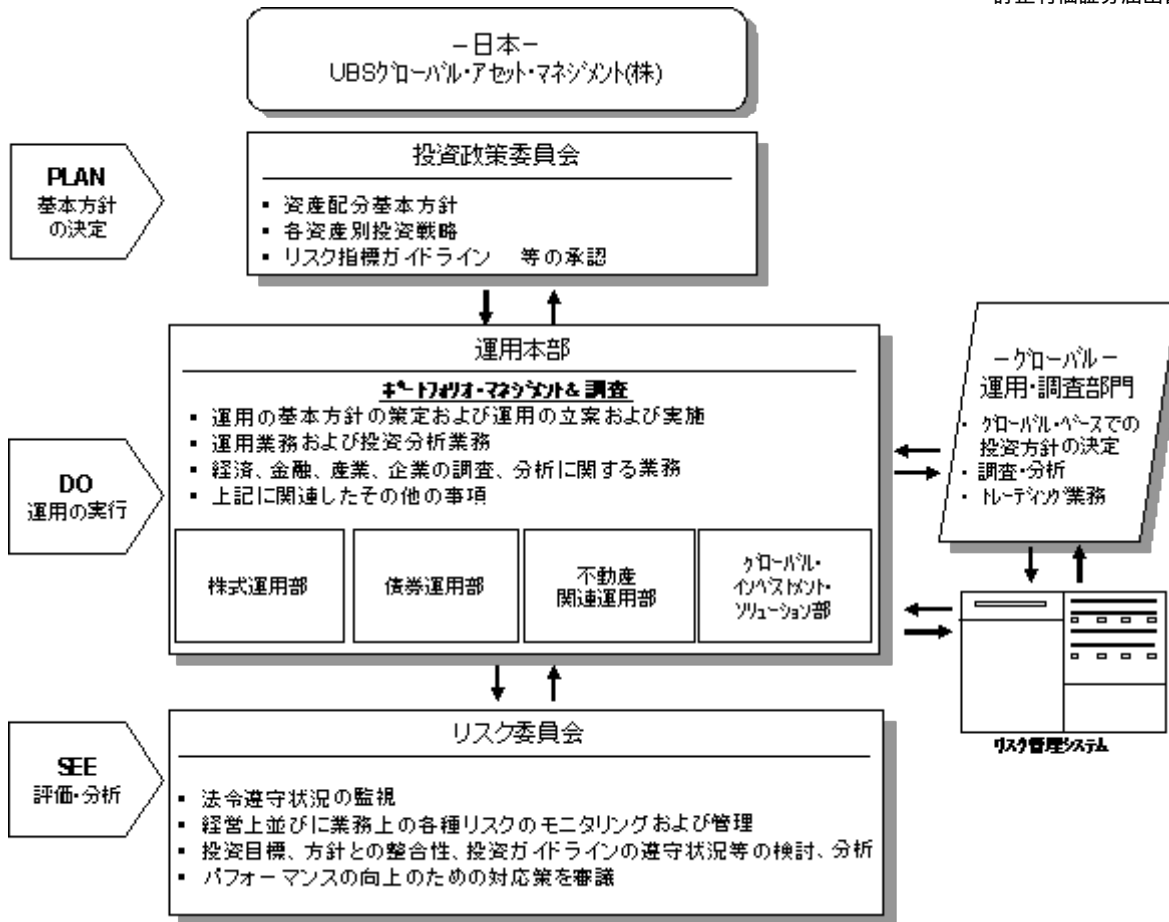 －日本－
UBSグローバル・アセット・マネジメント(株)
PLAN
基本方針
の決定
投資政策委員会
▪ 資産配分基本方針
▪ 各資産別投資戦略
▪ リスク指標ガイドライン　等の承認
DO
運用の実行
運用本部
ポートフォリオ・マネジメント& 調査
▪ 運用の基本方針の策定および運用の立案および実施
▪ 運用業務および投資分析業務
▪ 経済、金融、産業、企業の調査、分析に関する業務
▪ 上記に関連したその他の事項
株式運用部
債券運用部
不動産
関連運用部
グローバル・
インベストメント・
ソリューション部
－グローバル－
運用・調査部門
・ グローバル・ベースでの
投資方針の決定
・ 調査・分析
・ トレーディング業務
リスク管理システム
SEE
評価・分析
リスク委員会
▪ 法令遵守状況の監視
▪ 経営上並びに業務上の各種リスクのモニタリングおよび管理
▪ 投資目標、方針との整合性、投資ガイドラインの遵守状況等の検討、分析
▪ パフォーマンスの向上のための対応策を審議